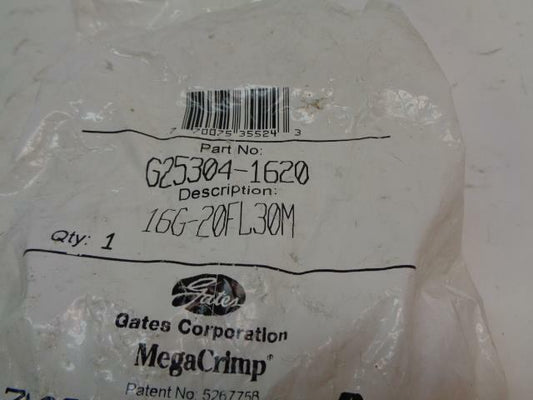 7 70075 35524 3
Part No:
G25304-1620
Description:
16G-20FL30M
Qty: 1
Gates
Gates Corporation
MegaCrimp®
Patent No. 5267758